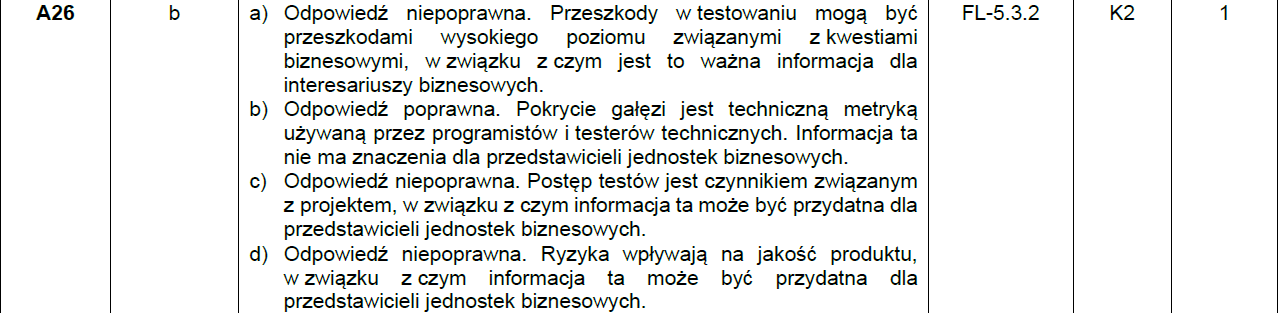 A26 b a) Odpowiedź niepoprawna. Przeszkody w testowaniu mogą być FL-5.3.2 K2 1
przeszkodami wysokiego poziomu związanymi z kwestiami
biznesowymi, w związku z czym jest to ważna informacja dla
interesariuszy biznesowych.
b) Odpowiedź poprawna. Pokrycie gałęzi jest techniczną metryką
używaną przez programistów i testerów technicznych. Informacja ta
nie ma znaczenia dla przedstawicieli jednostek biznesowych.
c) Odpowiedź niepoprawna. Postęp testów jest czynnikiem związanym
z projektem, w związku z czym informacja ta może być przydatna dla
przedstawicieli jednostek biznesowych.
d) Odpowiedź niepoprawna. Ryzyka wpływają na jakość produktu,
w związku z czym informacja ta może być przydatna dla
przedstawicieli jednostek biznesowych.